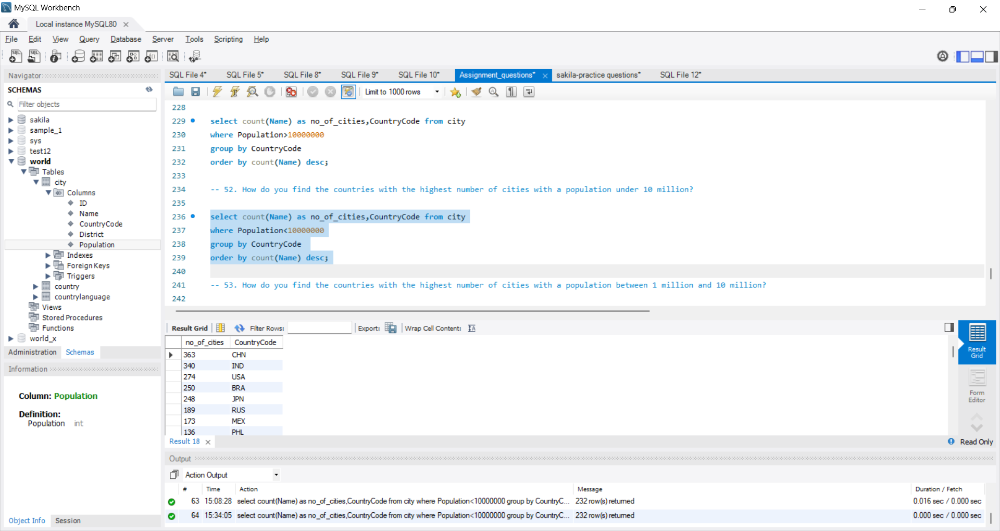 MySQL Workbench
Local instance MySQL80
File Edit View Query Database Server Tools Scripting Help
Navigator
SCHEMAS
Filter objects
sakila
sample_1
sys
test12
world
Tables
city
Columns
ID
Name
CountryCode
District
Population
Indexes
Foreign Keys
Triggers
country
countrylanguage
Views
Stored Procedures
Functions
world_x
Administration Schemas
Information
Column: Population
Definition:
Population int
Object Info Session
SQL File 4* SQL File 5* SQL File 8* SQL File 9* SQL File 10* Assignment_questions* sakila-practice questions* SQL File 12*
Limit to 1000 rows
228
229 select count(Name) as no_of_cities,CountryCode from city
230 where Population>10000000
231 group by CountryCode
232 order by count(Name) desc;
233
234 -- 52. How do you find the countries with the highest number of cities with a population under 10 million?
235
236 select count(Name) as no_of_cities,CountryCode from city
237 where Population<10000000
238 group by CountryCode
239 order by count(Name) desc;
240
241 -- 53. How do you find the countries with the highest number of cities with a population between 1 million and 10 million?
242
Result Grid Filter Rows: Export: Wrap Cell Content:
no_of_cities CountryCode
363 CHN
340 IND
274 USA
250 BRA
248 JPN
189 RUS
173 MEX
136 PHL
Result Grid
Form Editor
Result 18
Read Only
Output
Action Output
# Time Action Message Duration / Fetch
63 15:08:28 select count(Name) as no_of_cities,CountryCode from city where Population<10000000 group by CountryC... 232 row(s) returned 0.016 sec / 0.000 sec
64 15:34:05 select count(Name) as no_of_cities,CountryCode from city where Population<10000000 group by CountryC... 232 row(s) returned 0.000 sec / 0.000 sec